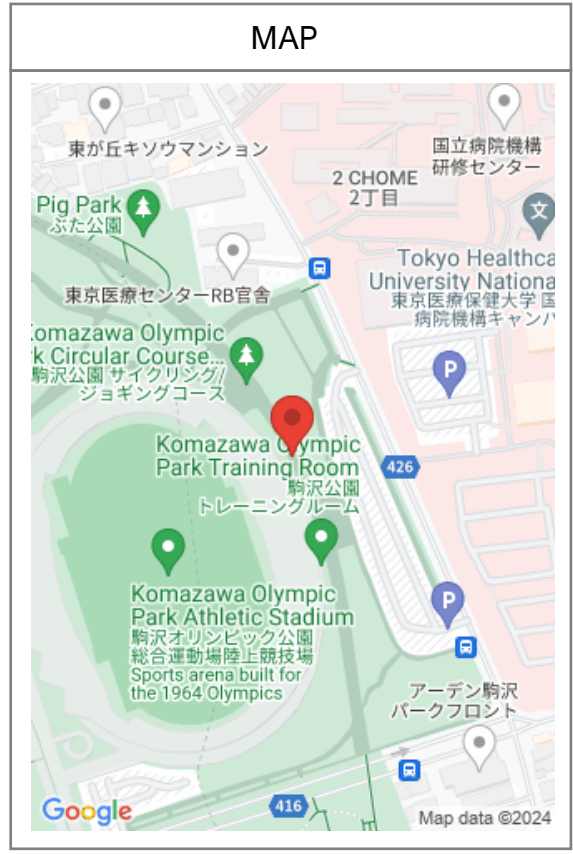 MAP
東が丘キソウマンション
国立病院機構
研修センター
2 CHOME
2丁目
Pig Park
ぶた公園
文
東京医療センターRB官舎
Tokyo Healthca
University Nationa
東京医療保健大学 国
病院機構キャンパ
omazawa Olympic
rk Circular Course...
駒沢公園 サイクリング/
ジョギングコース
P
Komazawa Olympic
Park Training Room
駒沢公園
トレーニングルーム
426
P
Komazawa Olympic
Park Athletic Stadium
駒沢オリンピック公園
総合運動場陸上競技場
Sports arena built for
the 1964 Olympics
アーデン駒沢
パークフロント
416
Google
Map data ©2024